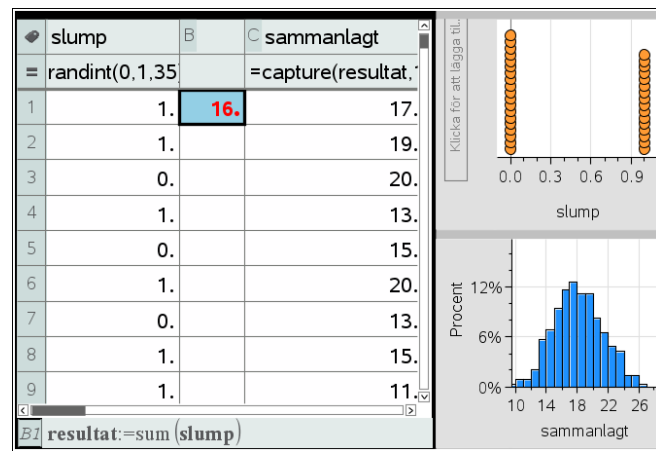 slump B C sammanlagt
= randint(0,1,35) =capture(resultat,1
1 1. 16. 17.
2 1. 19.
3 0. 20.
4 1. 13.
5 0. 15.
6 1. 20.
7 0. 13.
8 1. 15.
9 1. 11.
B1 resultat:=sum(slump)
Klicka för att lägga til..
0.0 0.3 0.6 0.9
slump
Procent
12%
6%
0%
10 14 18 22 26
sammanlagt